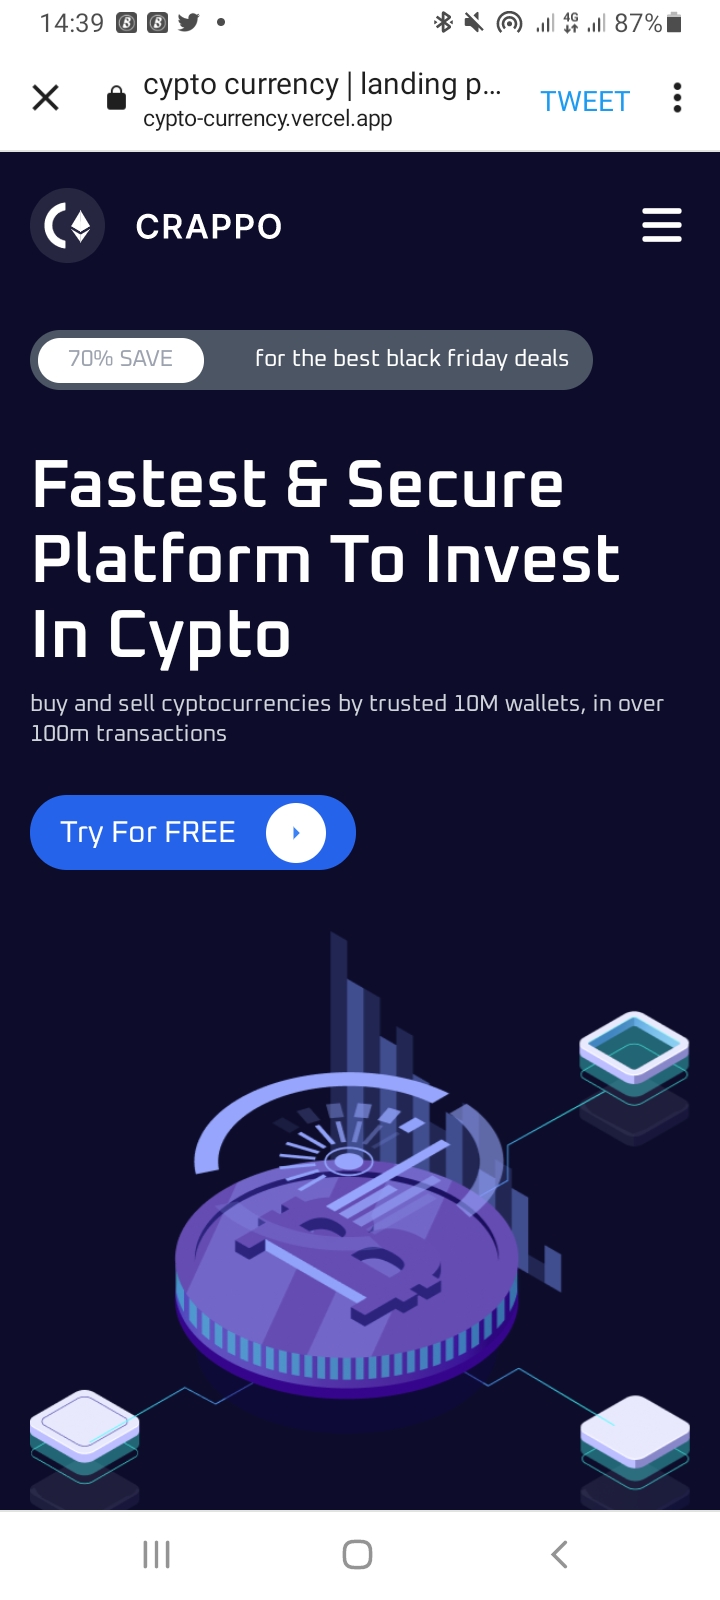 14:39
4G
87%
cypto currency | landing p...
cypto-currency.vercel.app
TWEET
CRAPPO
70% SAVE for the best black friday deals
Fastest & Secure
Platform To Invest
In Cypto
buy and sell cyptocurrencies by trusted 10M wallets, in over
100m transactions
Try For FREE